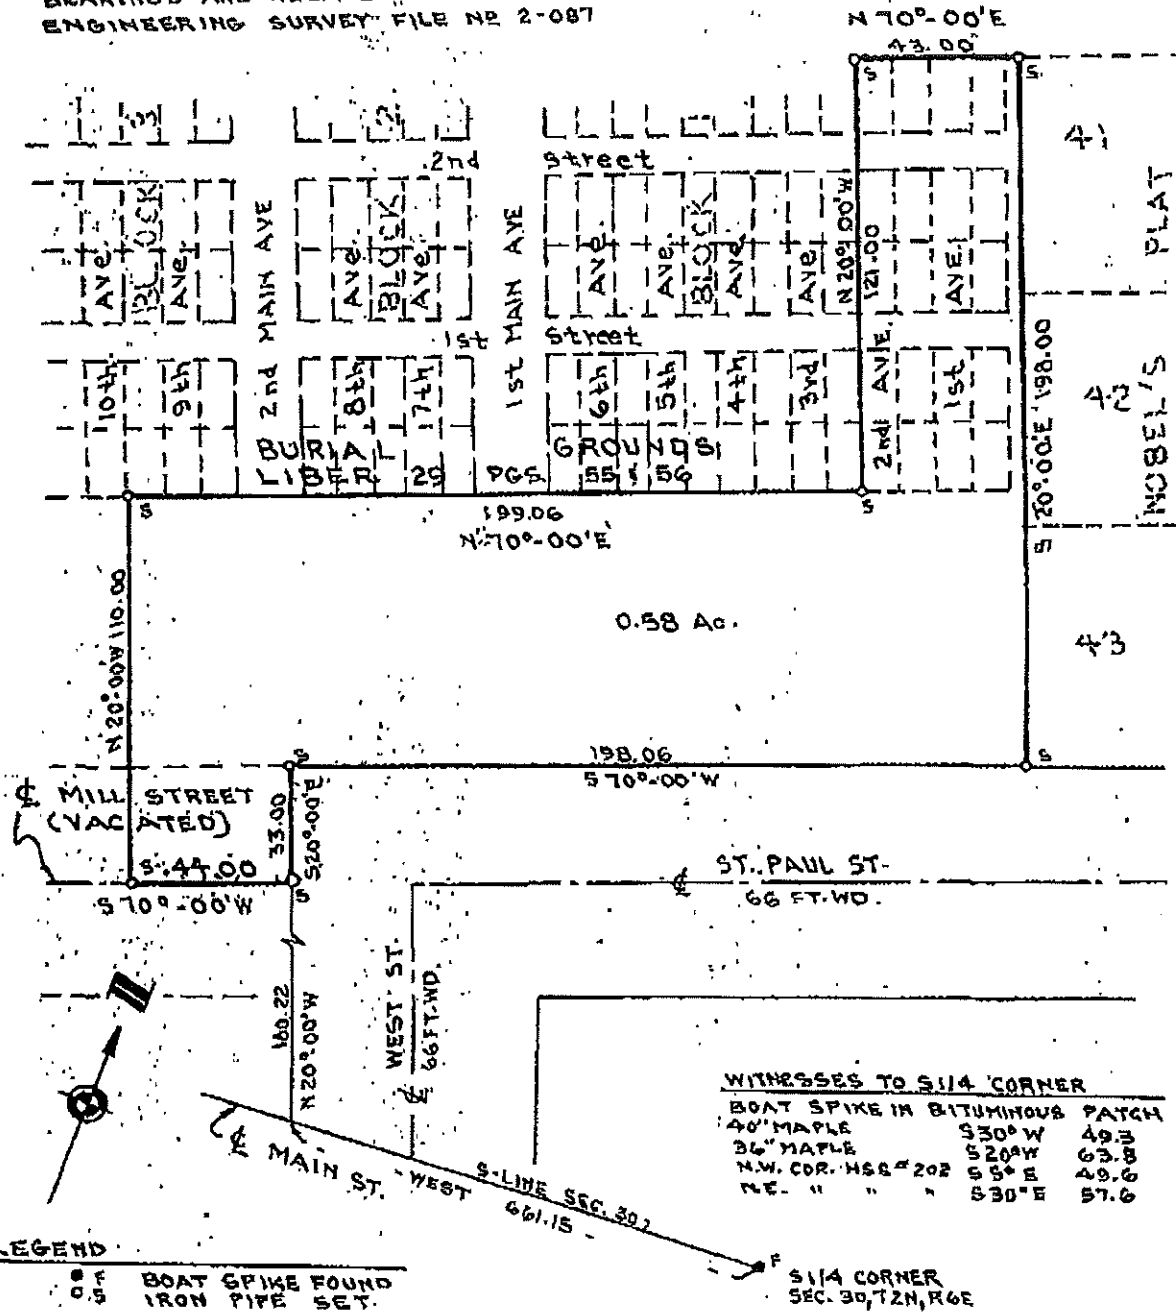 ENGINEERING SURVEY FILE Nº 2-087
N 70°-00'E
43.00
S
S
41
PLAT
2nd Street
BLOCK
Ave.
Ave.
2nd MAIN AVE
Ave.
BLOCK
Ave.
1st MAIN AVE
Ave.
Ave.
BLOCK
Ave.
Ave.
N 20°-00'W
121.00
AVE.
1st Street
10th
9th
8th
7th
6th
5th
4th
3rd
2nd AVE.
1st
S 20°-00'E 198.00
42
NOBEL'S
BURIAL GROUNDS
LIBER 29 PGS 55 & 56
S
S
S
199.06
N 70°-00'E
N 20°-00'W 110.00
0.58 Ac.
43
S
198.06
S
S 70°-00'W
℄ MILL STREET
(VACATED)
33.00
S 20°-00'E
S
44.00
S
S 70°-00'W
ST. PAUL ST.
℄
66 FT. WD.
N
160.22
N 20°-00'W
WEST ST.
66 FT. WD.
℄
℄ MAIN ST.
WEST
S-LINE SEC. 30
661.15
F
S 1/4 CORNER
SEC. 30, T2N, R6E
WITNESSES TO S 1/4 CORNER
BOAT SPIKE IN BITUMINOUS PATCH
40" MAPLE S30°W 49.3
36" MAPLE S20°W 63.8
N.W. COR. HSE #202 S5°E 49.6
N.E. " " " S30°E 57.6
LEGEND
F BOAT SPIKE FOUND
S IRON PIPE SET.